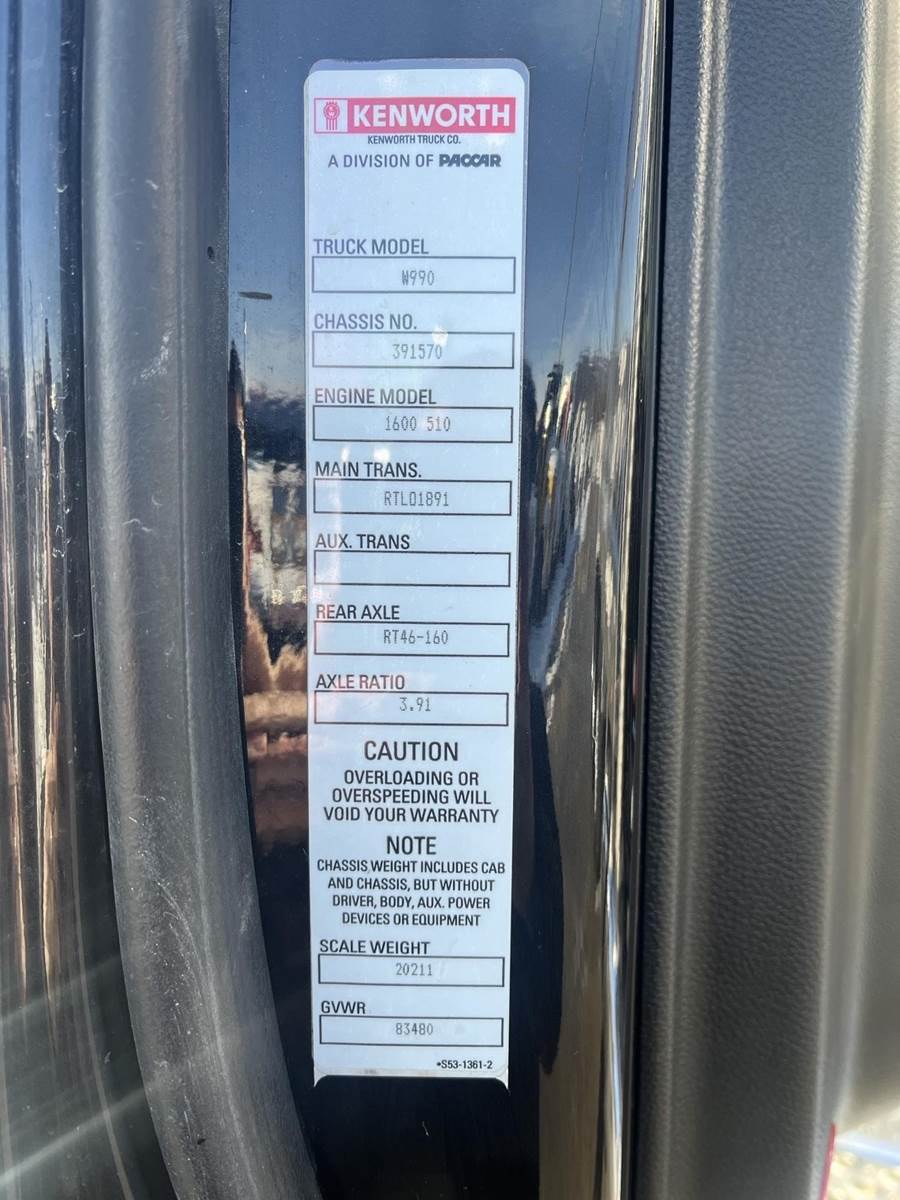 KENWORTH
KENWORTH TRUCK CO.
A DIVISION OF PACCAR
TRUCK MODEL
W990
CHASSIS NO.
391570
ENGINE MODEL
1600 510
MAIN TRANS.
RTLO1891
AUX. TRANS
REAR AXLE
RT46-160
AXLE RATIO
3.91
CAUTION
OVERLOADING OR
OVERSPEEDING WILL
VOID YOUR WARRANTY
NOTE
CHASSIS WEIGHT INCLUDES CAB
AND CHASSIS, BUT WITHOUT
DRIVER, BODY, AUX. POWER
DEVICES OR EQUIPMENT
SCALE WEIGHT
20211
GVWR
83480
*S53-1361-2